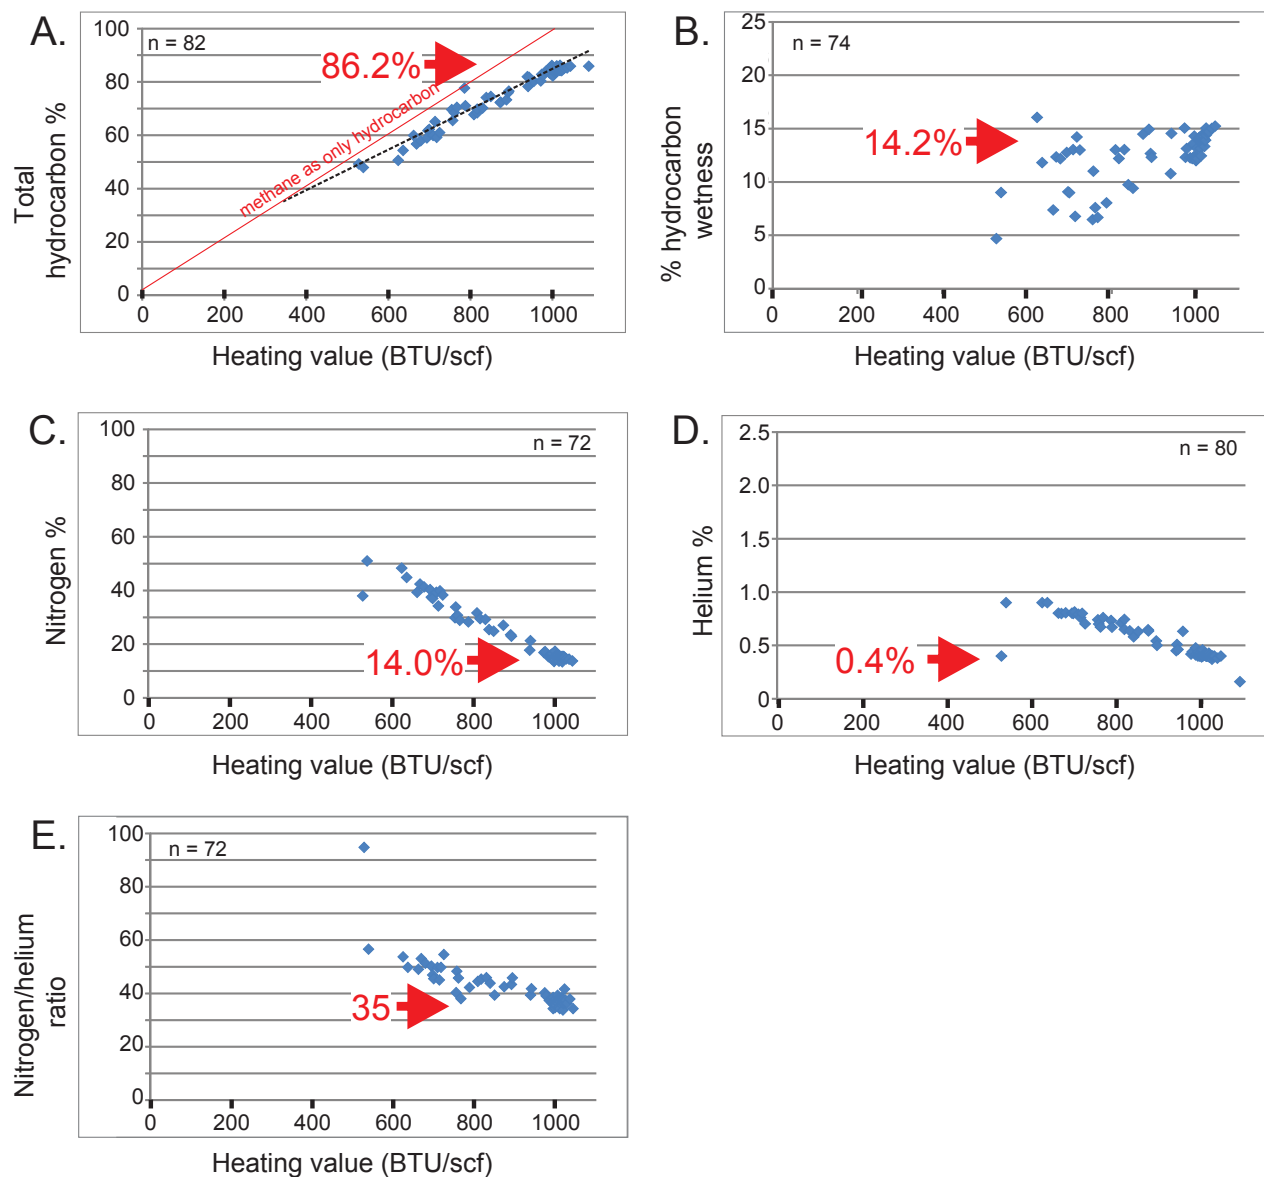 A.
n = 82
86.2%
methane as only hydrocarbon
Total
hydrocarbon %
100
80
60
40
20
0
0 200 400 600 800 1000
Heating value (BTU/scf)
B.
n = 74
14.2%
% hydrocarbon
wetness
25
20
15
10
5
0
0 200 400 600 800 1000
Heating value (BTU/scf)
C.
n = 72
14.0%
Nitrogen %
100
80
60
40
20
0
0 200 400 600 800 1000
Heating value (BTU/scf)
D.
n = 80
0.4%
Helium %
2.5
2.0
1.5
1.0
0.5
0
0 200 400 600 800 1000
Heating value (BTU/scf)
E.
n = 72
35
Nitrogen/helium
ratio
100
80
60
40
20
0
0 200 400 600 800 1000
Heating value (BTU/scf)